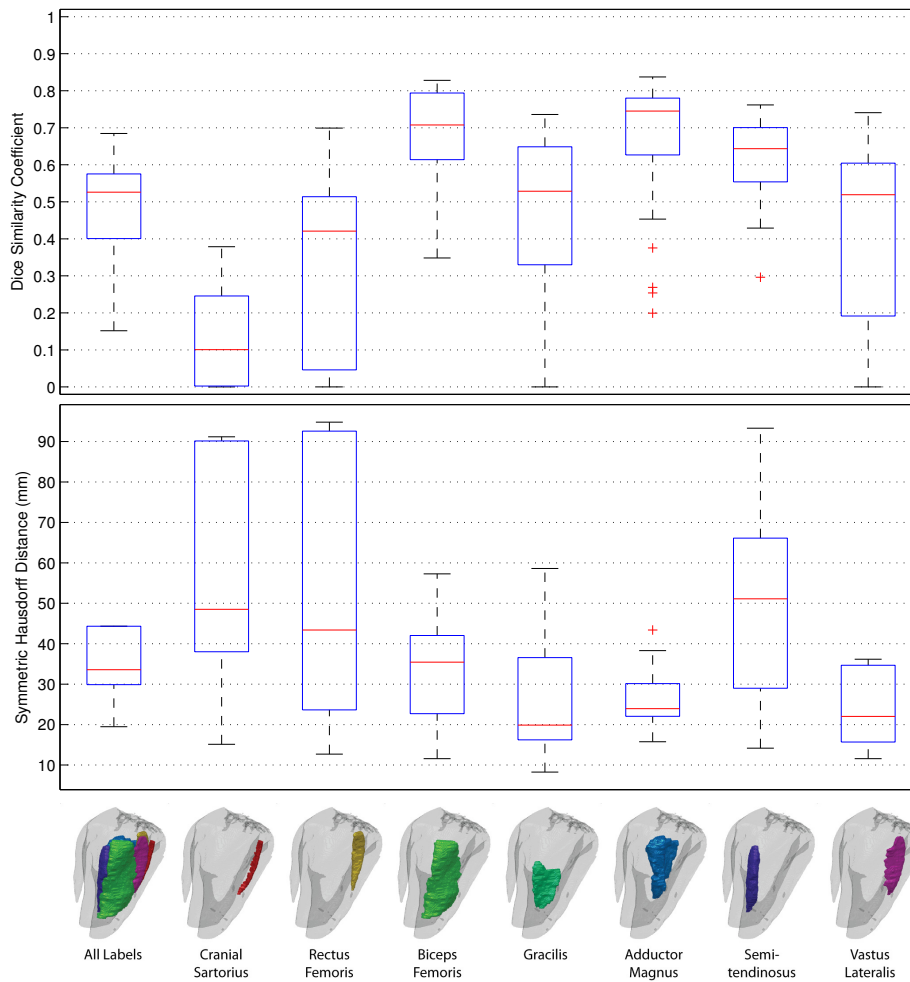 1
0.9
0.8
0.7
0.6
0.5
0.4
0.3
0.2
0.1
0
Dice Similarity Coefficient
90
80
70
60
50
40
30
20
10
Symmetric Hausdorff Distance (mm)
All Labels
Cranial
Sartorius
Rectus
Femoris
Biceps
Femoris
Gracilis
Adductor
Magnus
Semi-
tendinosus
Vastus
Lateralis